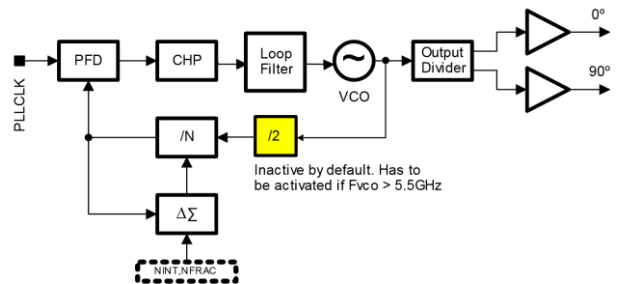 0º
PFD
CHP
Loop
Filter
~
Output
Divider
90º
VCO
PLLCLK
/N
/2
Inactive by default. Has to
be activated if Fvco > 5.5GHz
ΔΣ
NINT,NFRAC